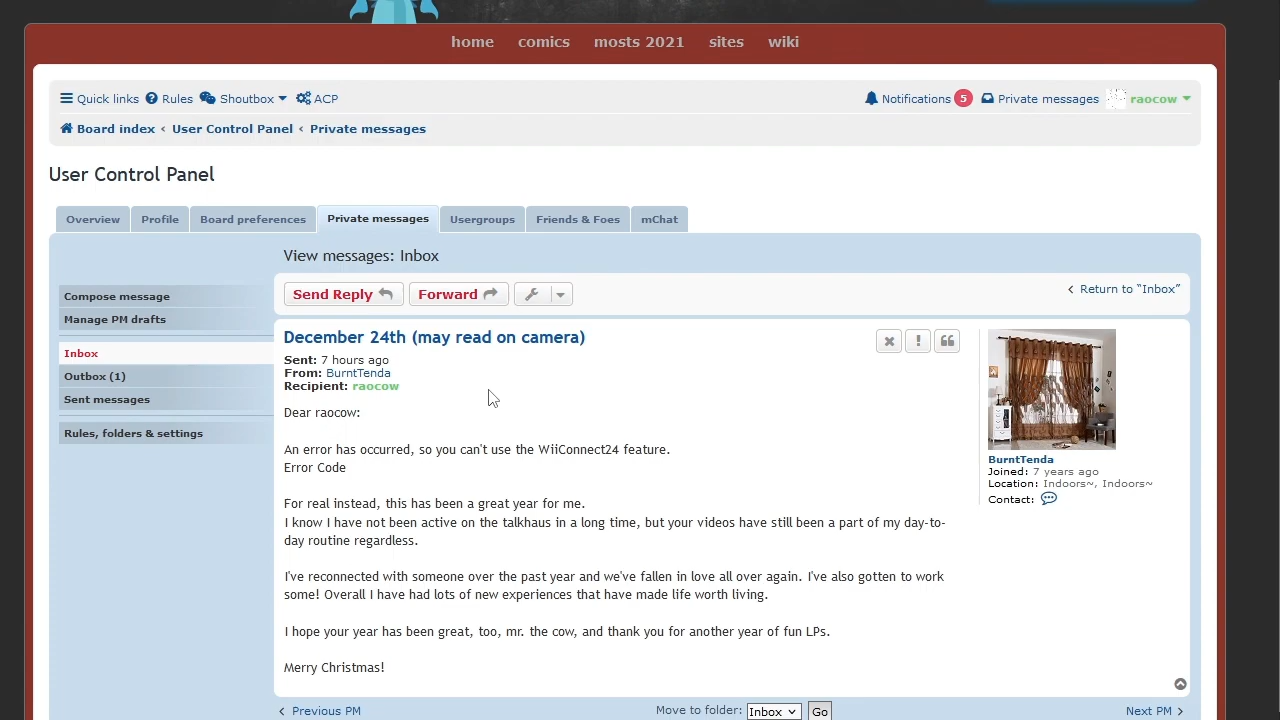 home comics mosts 2021 sites wiki
Quick links Rules Shoutbox ACP Notifications 5 Private messages raocow
Board index ‹ User Control Panel ‹ Private messages
User Control Panel
Overview Profile Board preferences Private messages Usergroups Friends & Foes mChat
View messages: Inbox
Compose message
Manage PM drafts
Inbox
Outbox (1)
Sent messages
Rules, folders & settings
Send Reply Forward Return to “Inbox”
December 24th (may read on camera)
Sent: 7 hours ago
From: BurntTenda
Recipient: raocow
Dear raocow:
An error has occurred, so you can't use the WiiConnect24 feature.
Error Code
For real instead, this has been a great year for me.
I know I have not been active on the talkhaus in a long time, but your videos have still been a part of my day-to-
day routine regardless.
I've reconnected with someone over the past year and we've fallen in love all over again. I've also gotten to work
some! Overall I have had lots of new experiences that have made life worth living.
I hope your year has been great, too, mr. the cow, and thank you for another year of fun LPs.
Merry Christmas!
BurntTenda
Joined: 7 years ago
Location: Indoors~, Indoors~
Contact:
Previous PM Move to folder: Inbox Go Next PM